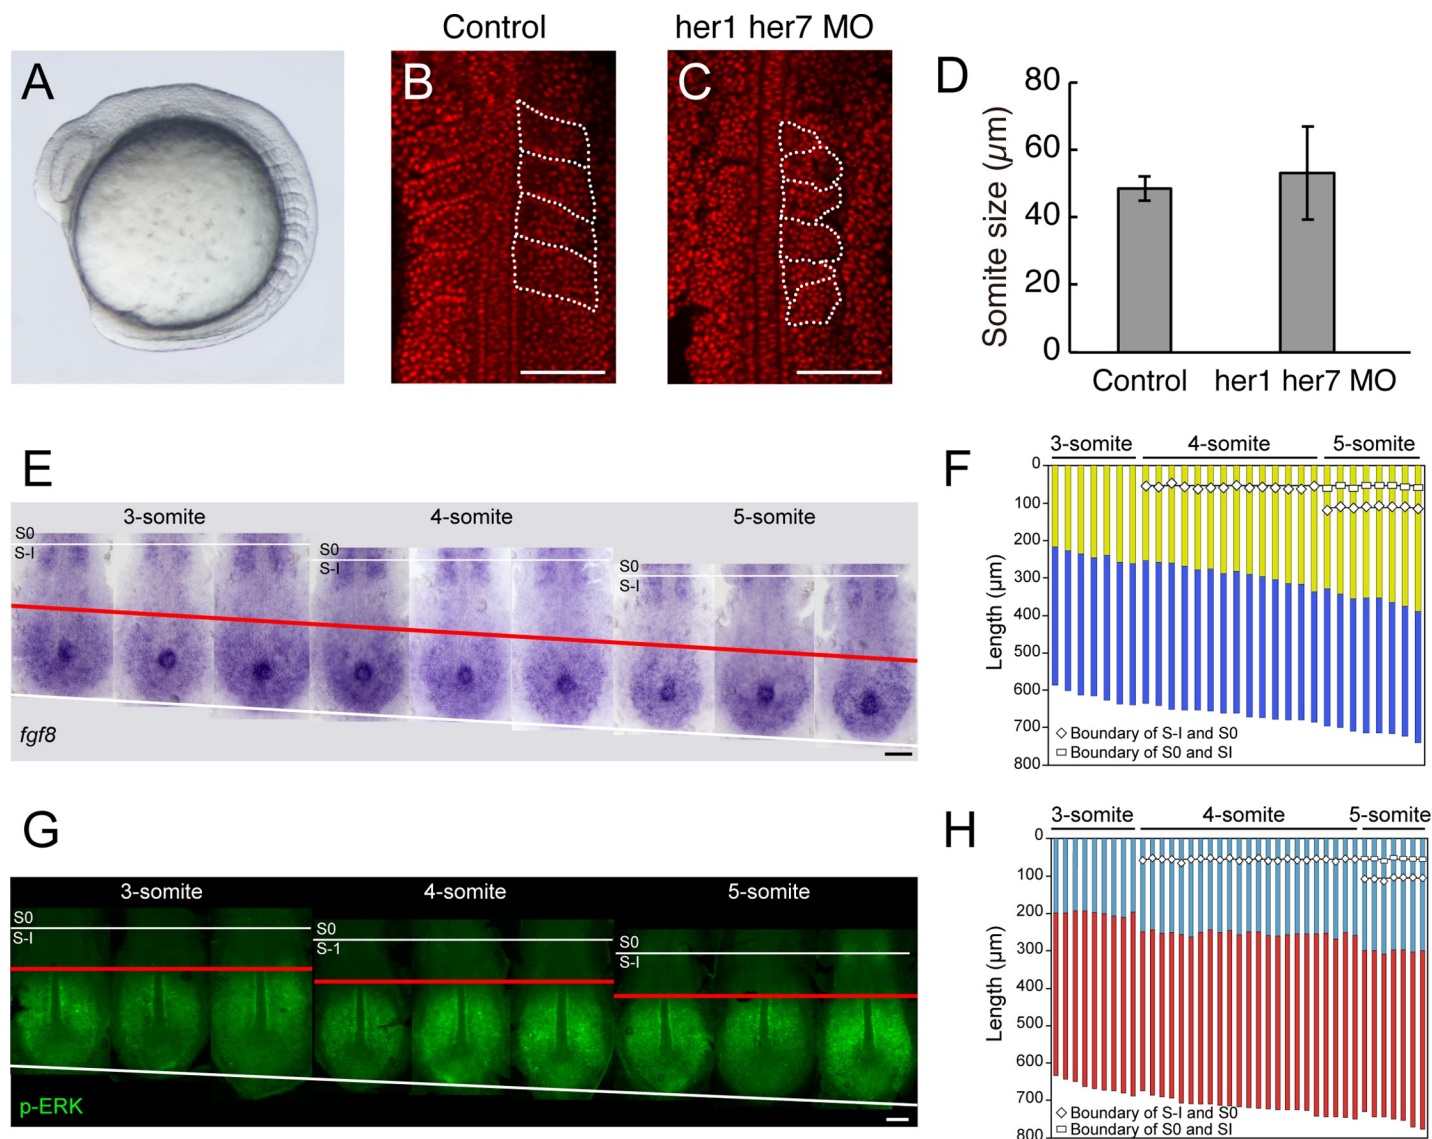 Control
her1 her7 MO
A
B
C
D
80
60
40
20
0
Somite size (µm)
Control
her1 her7 MO
E
3-somite
4-somite
5-somite
S0
S-I
S0
S-I
S0
S-I
fgf8
F
3-somite
4-somite
5-somite
0
100
200
300
400
500
600
700
800
Length (µm)
Boundary of S-I and S0
Boundary of S0 and SI
G
3-somite
4-somite
5-somite
S0
S-I
S0
S-1
S0
S-I
p-ERK
H
3-somite
4-somite
5-somite
0
100
200
300
400
500
600
700
800
Length (µm)
Boundary of S-I and S0
Boundary of S0 and SI